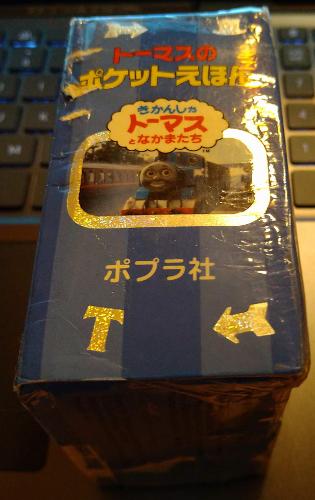 トーマスの
ポケットえほん
きかんしゃ
トーマス
となかまたち
ポプラ社
T